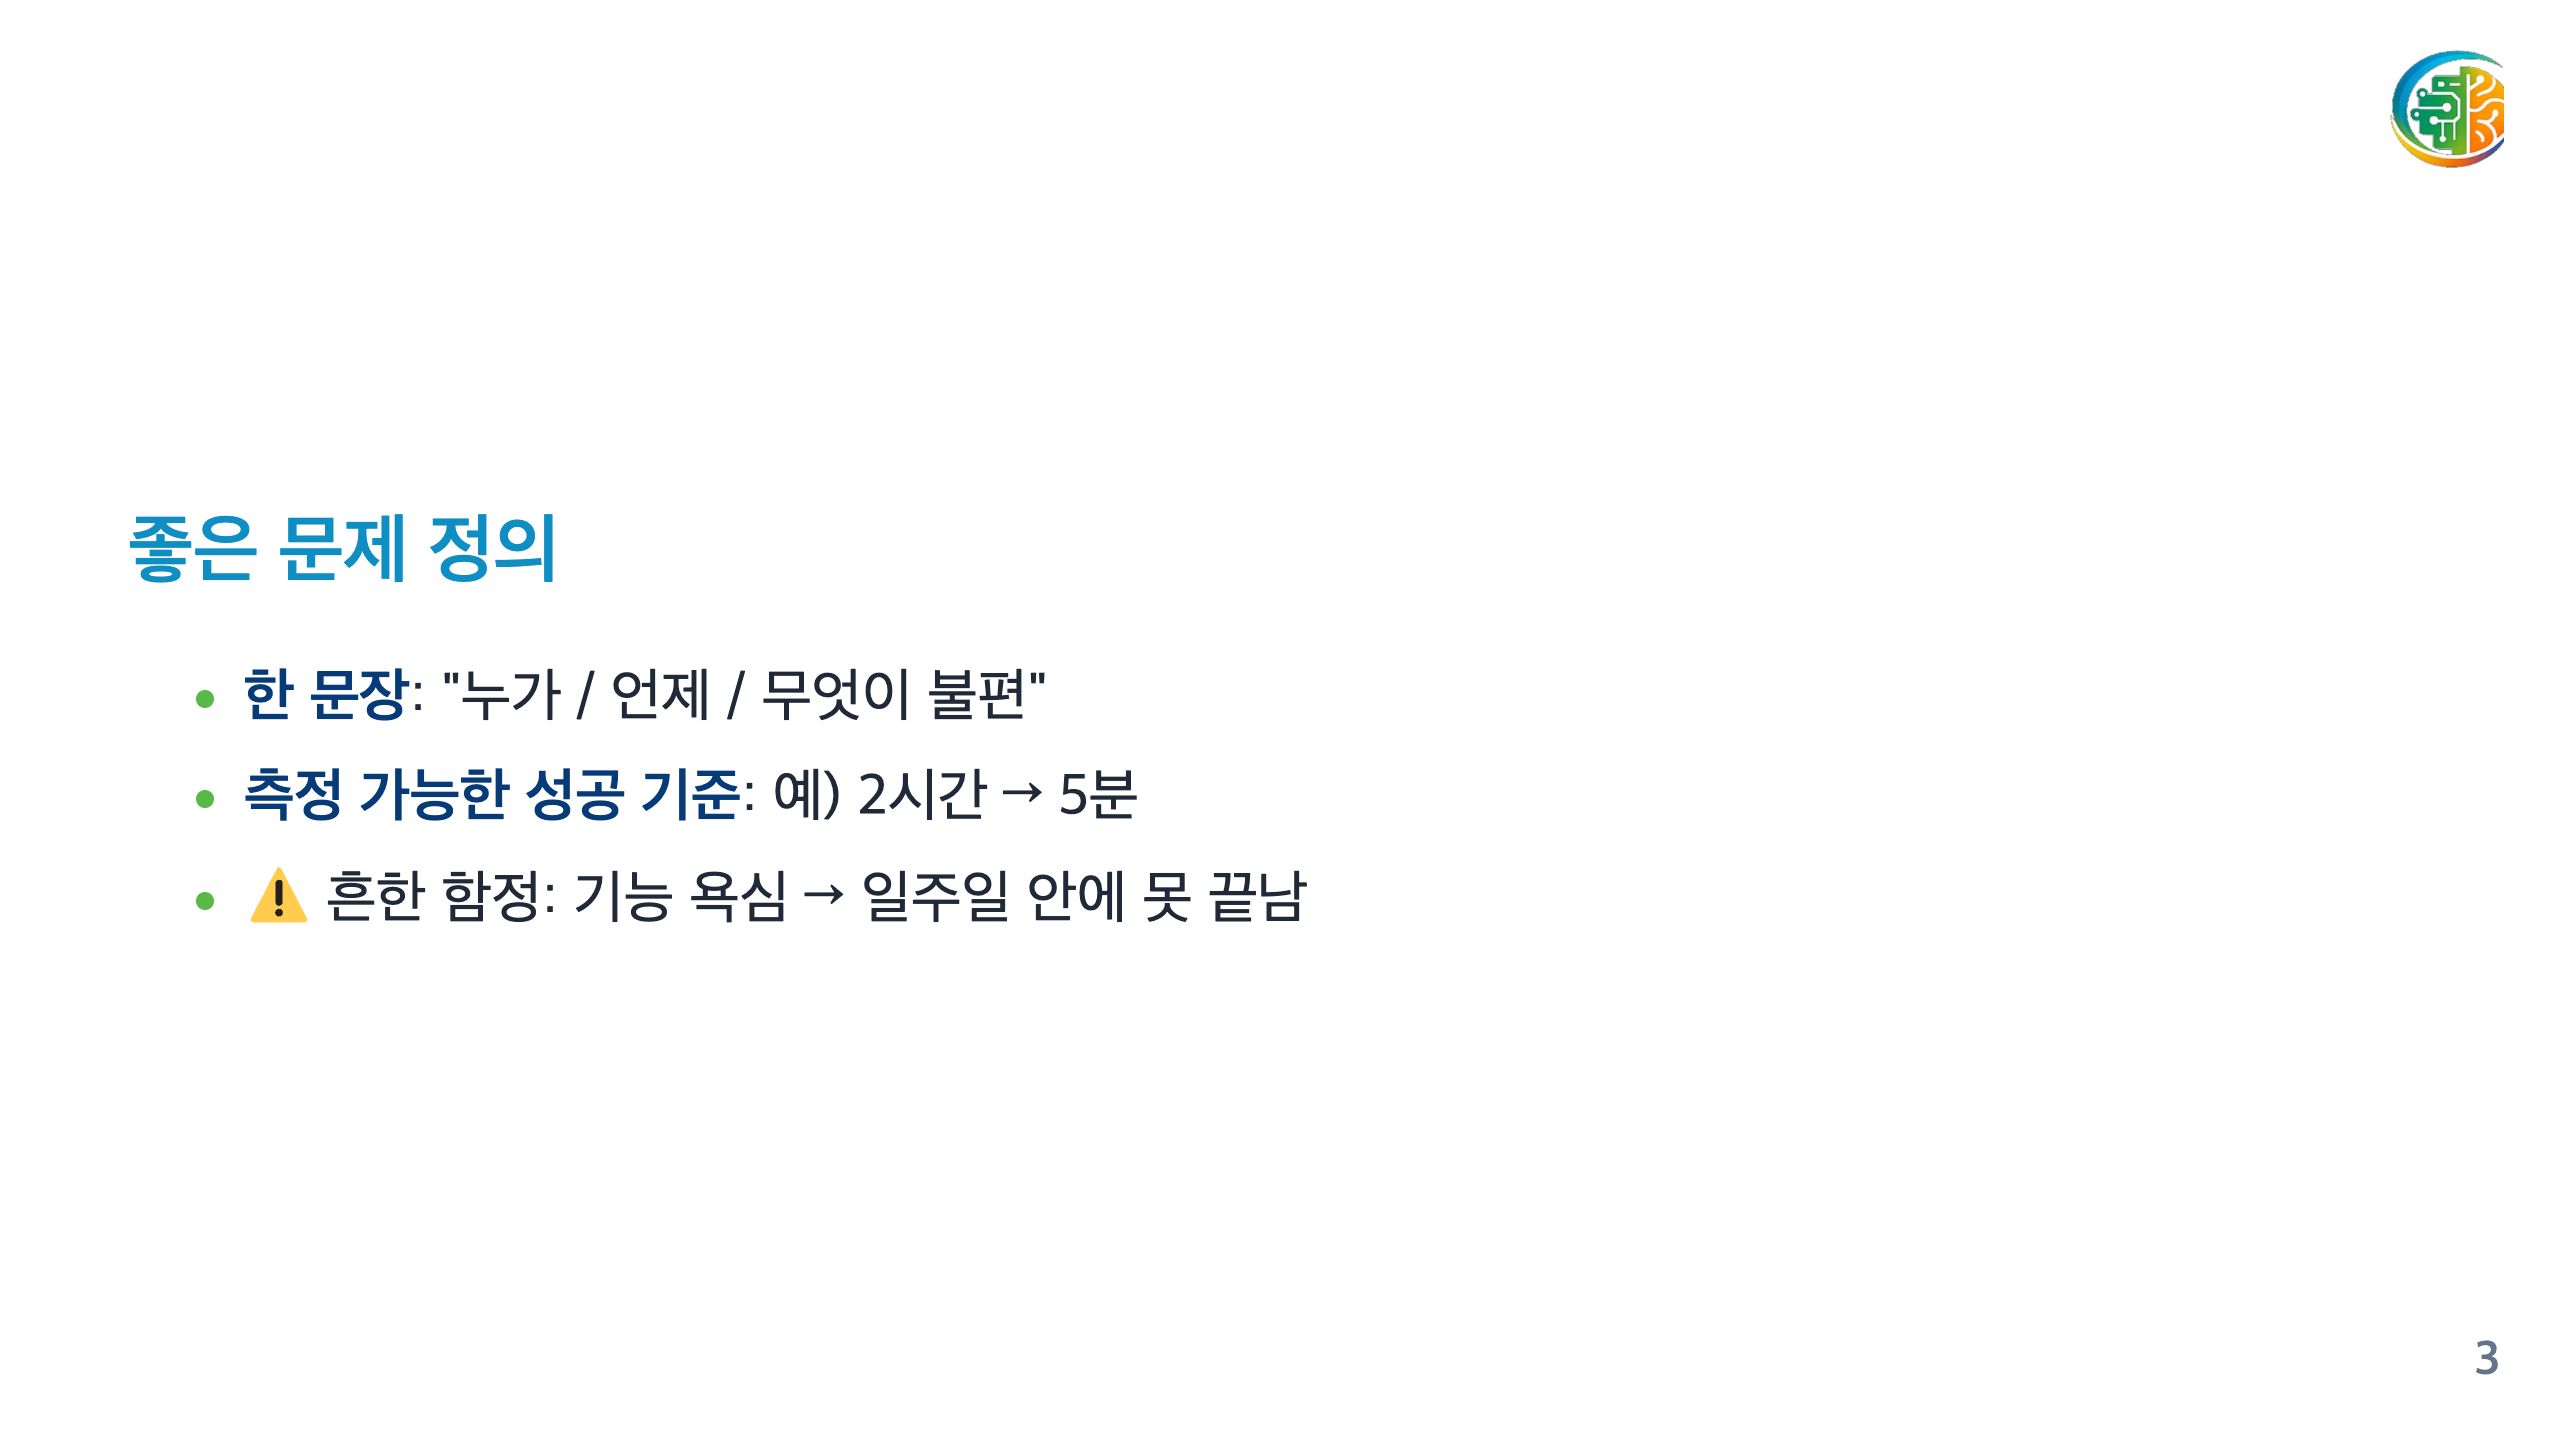 좋은 문제 정의
• 한 문장: "누가 / 언제 / 무엇이 불편"
• 측정 가능한 성공 기준: 예) 2시간 → 5분
• ⚠️ 흔한 함정: 기능 욕심 → 일주일 안에 못 끝남
3